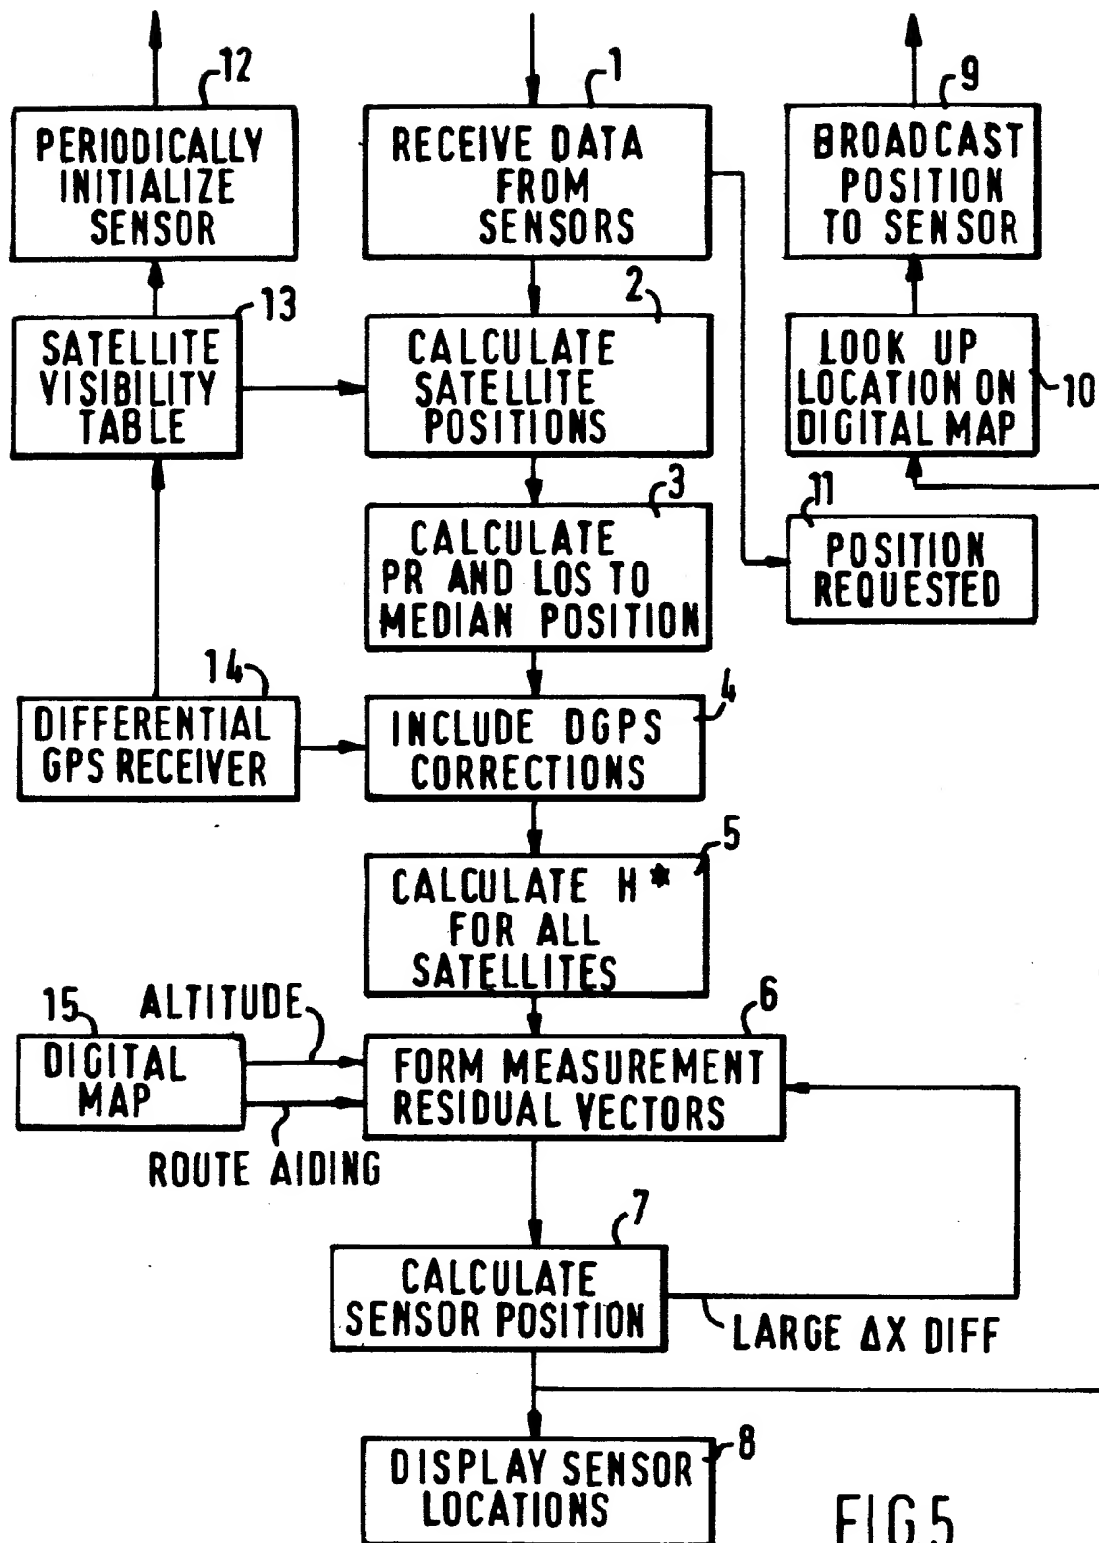 12
PERIODICALLY
INITIALIZE
SENSOR
1
RECEIVE DATA
FROM
SENSORS
9
BROADCAST
POSITION
TO SENSOR
13
SATELLITE
VISIBILITY
TABLE
2
CALCULATE
SATELLITE
POSITIONS
LOOK UP
LOCATION ON
DIGITAL MAP
10
3
CALCULATE
PR AND LOS TO
MEDIAN POSITION
11
POSITION
REQUESTED
14
DIFFERENTIAL
GPS RECEIVER
4
INCLUDE DGPS
CORRECTIONS
5
CALCULATE H*
FOR ALL
SATELLITES
15
DIGITAL
MAP
ALTITUDE
ROUTE AIDING
6
FORM MEASUREMENT
RESIDUAL VECTORS
7
CALCULATE
SENSOR POSITION
LARGE ΔX DIFF
8
DISPLAY SENSOR
LOCATIONS
FIG.5